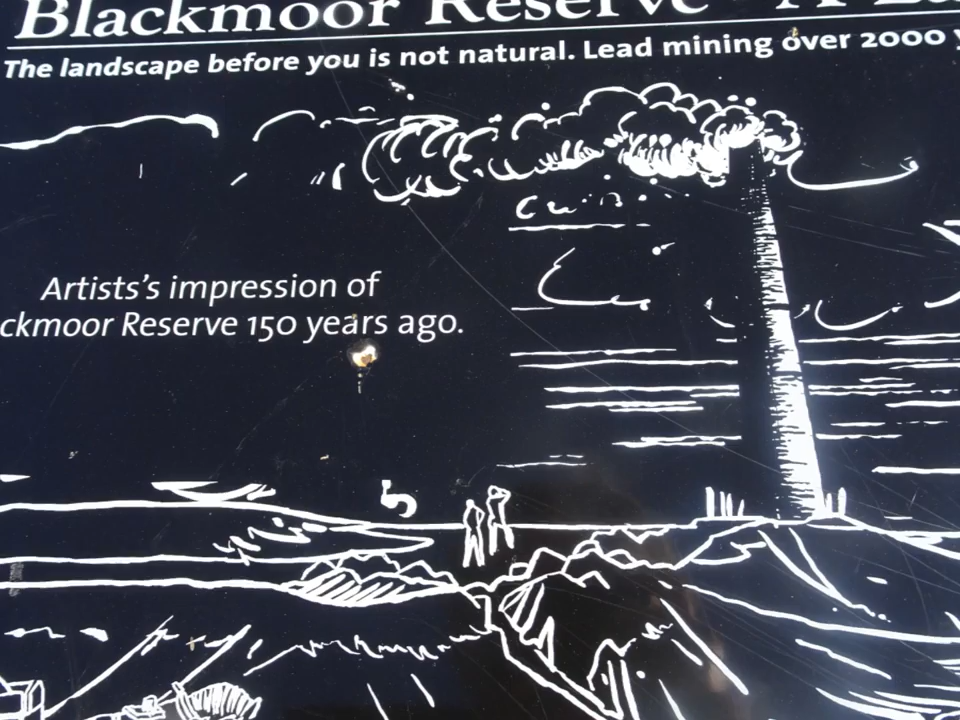 Blackmoor Reserve - A
The landscape before you is not natural. Lead mining over 2000
Artists's impression of
ckmoor Reserve 150 years ago.
5